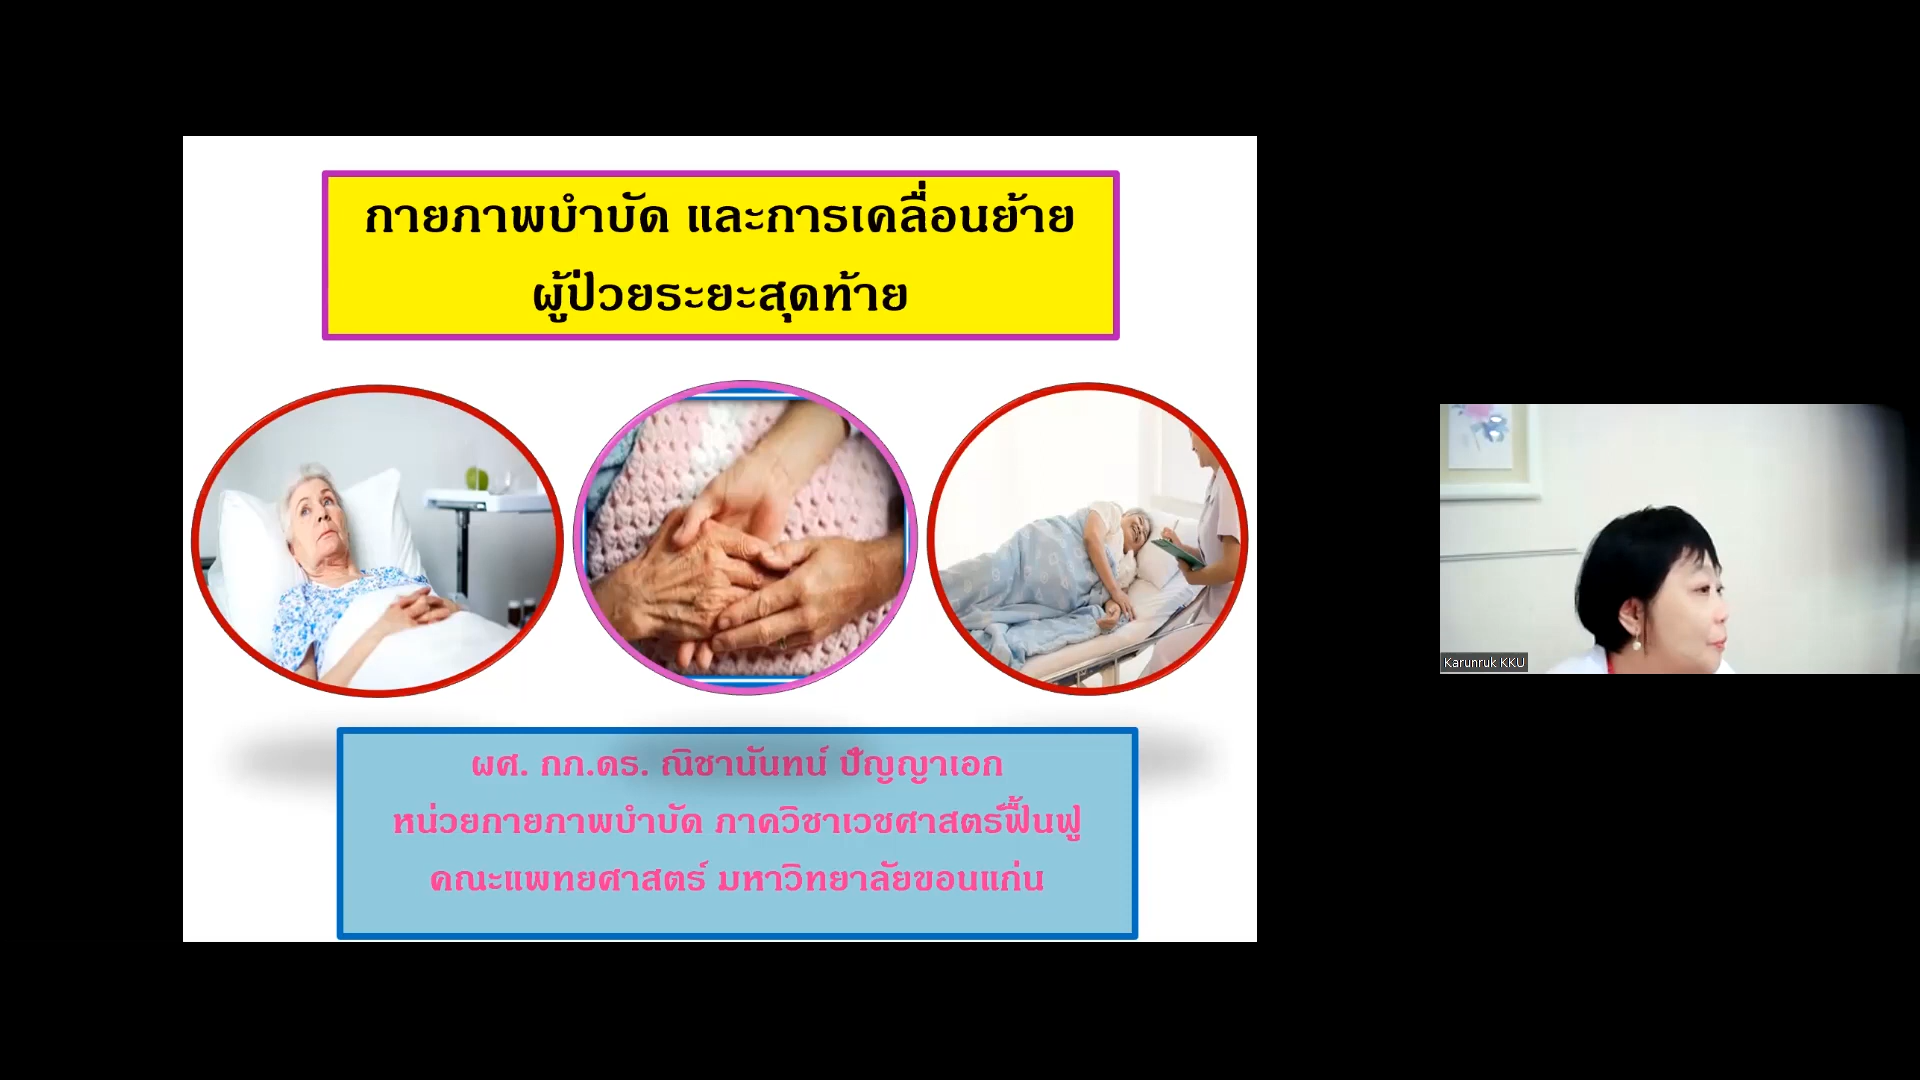 กายภาพบำบัด และการเคลื่อนย้าย
ผู้ป่วยระยะสุดท้าย
ผศ. กภ.ดร. ณิชานันทน์ ปัญญาเอก
หน่วยกายภาพบำบัด ภาควิชาเวชศาสตร์ฟื้นฟู
คณะแพทยศาสตร์ มหาวิทยาลัยขอนแก่น
Karunruk KKU